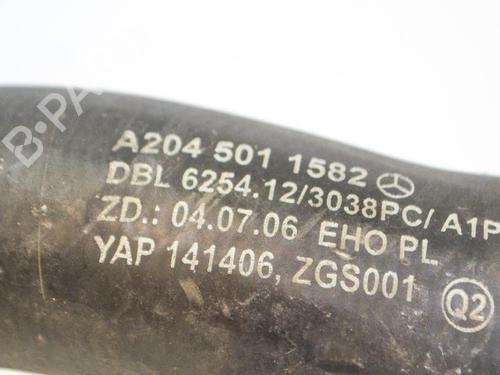 A204 501 1582
DBL 6254.12/3038PC/ A1P
ZD.: 04.07.06 EHO PL
YAP 141406, ZGS001
Q2
B-PA